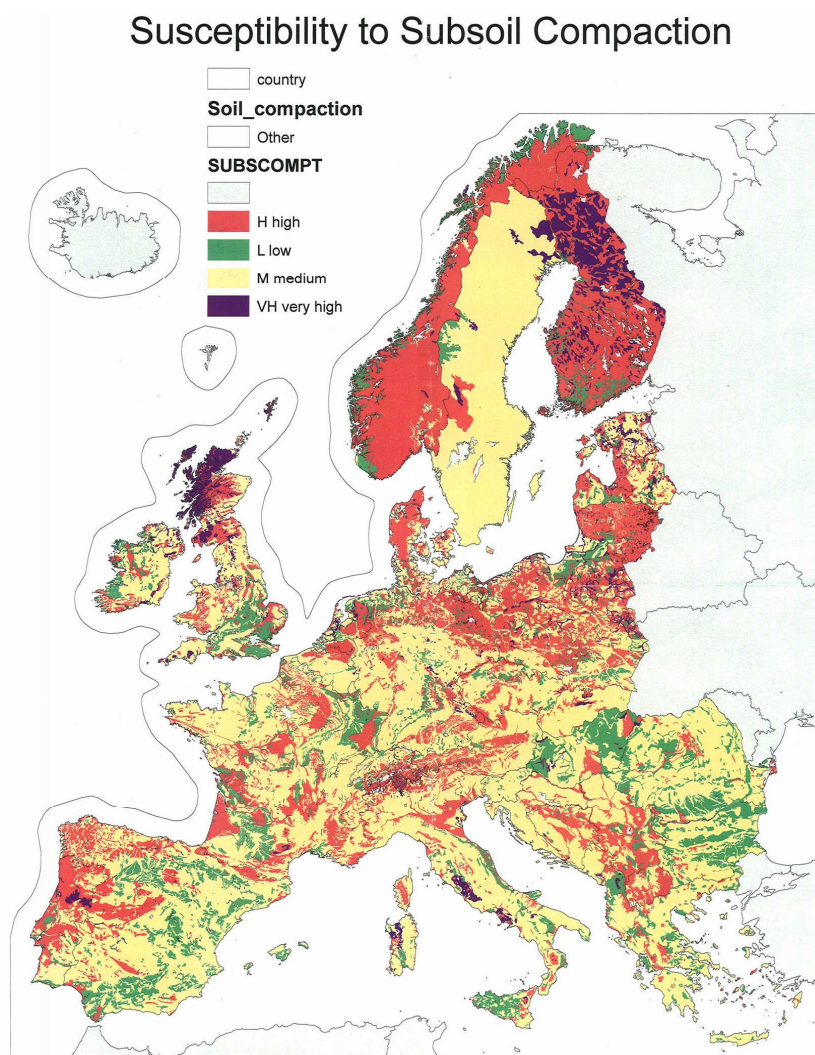 Susceptibility to Subsoil Compaction
country
Soil_compaction
Other
SUBSCOMPT
H high
L low
M medium
VH very high